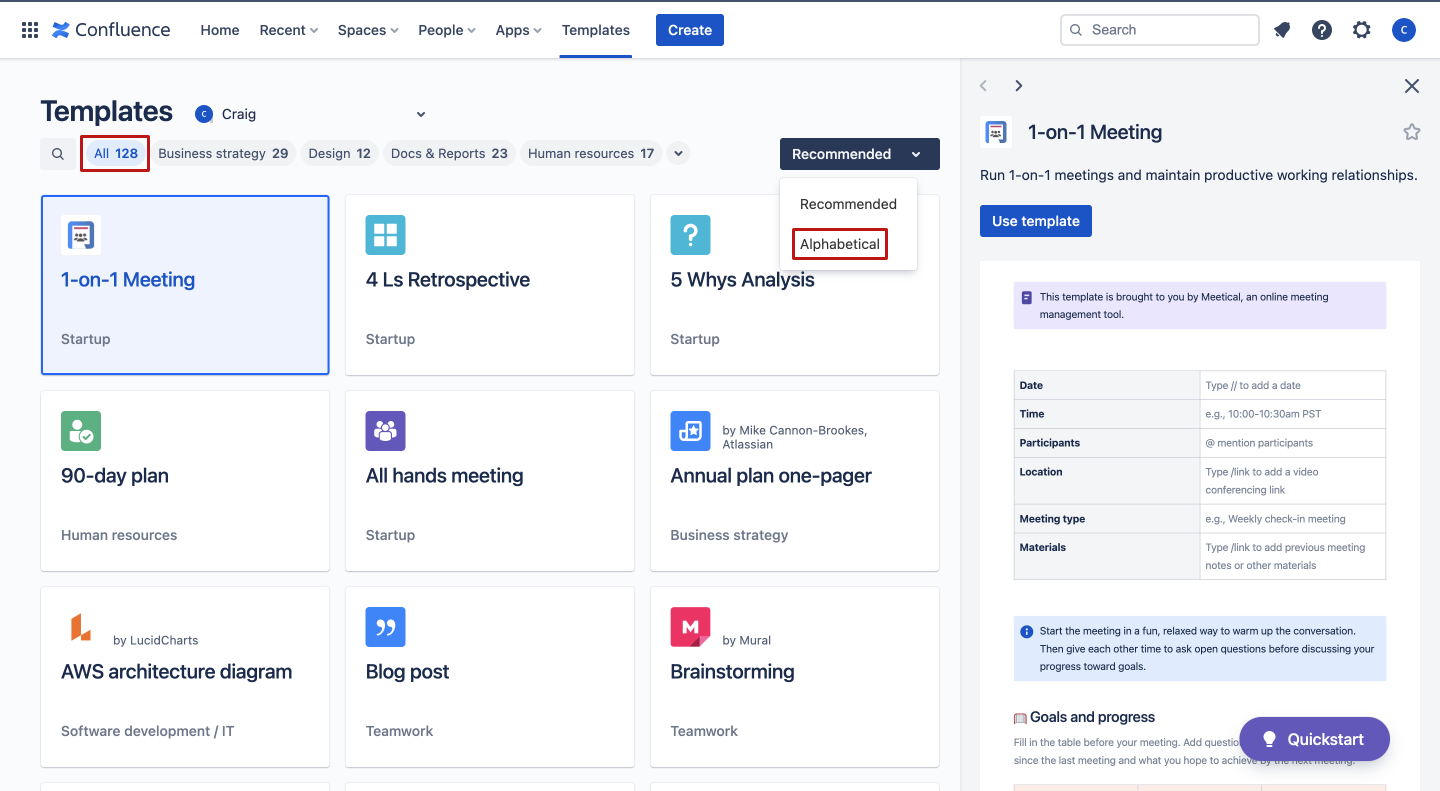 Confluence
Home
Recent
Spaces
People
Apps
Templates
Create
Search
C
Templates
C Craig
All 128
Business strategy 29
Design 12
Docs & Reports 23
Human resources 17
Recommended
Recommended
Alphabetical
1-on-1 Meeting
Startup
4 Ls Retrospective
Startup
?
5 Whys Analysis
Startup
90-day plan
Human resources
All hands meeting
Startup
by Mike Cannon-Brookes,
Atlassian
Annual plan one-pager
Business strategy
by LucidCharts
AWS architecture diagram
Software development / IT
Blog post
Teamwork
M
by Mural
Brainstorming
Teamwork
1-on-1 Meeting
Run 1-on-1 meetings and maintain productive working relationships.
Use template
This template is brought to you by Meetical, an online meeting
management tool.
Date
Type // to add a date
Time
e.g., 10:00-10:30am PST
Participants
@ mention participants
Location
Type /link to add a video
conferencing link
Meeting type
e.g., Weekly check-in meeting
Materials
Type /link to add previous meeting
notes or other materials
Start the meeting in a fun, relaxed way to warm up the conversation.
Then give each other time to ask open questions before discussing your
progress toward goals.
Goals and progress
Fill in the table before your meeting. Add
since the last meeting and what you hope to achieve by the next meeting.
Quickstart